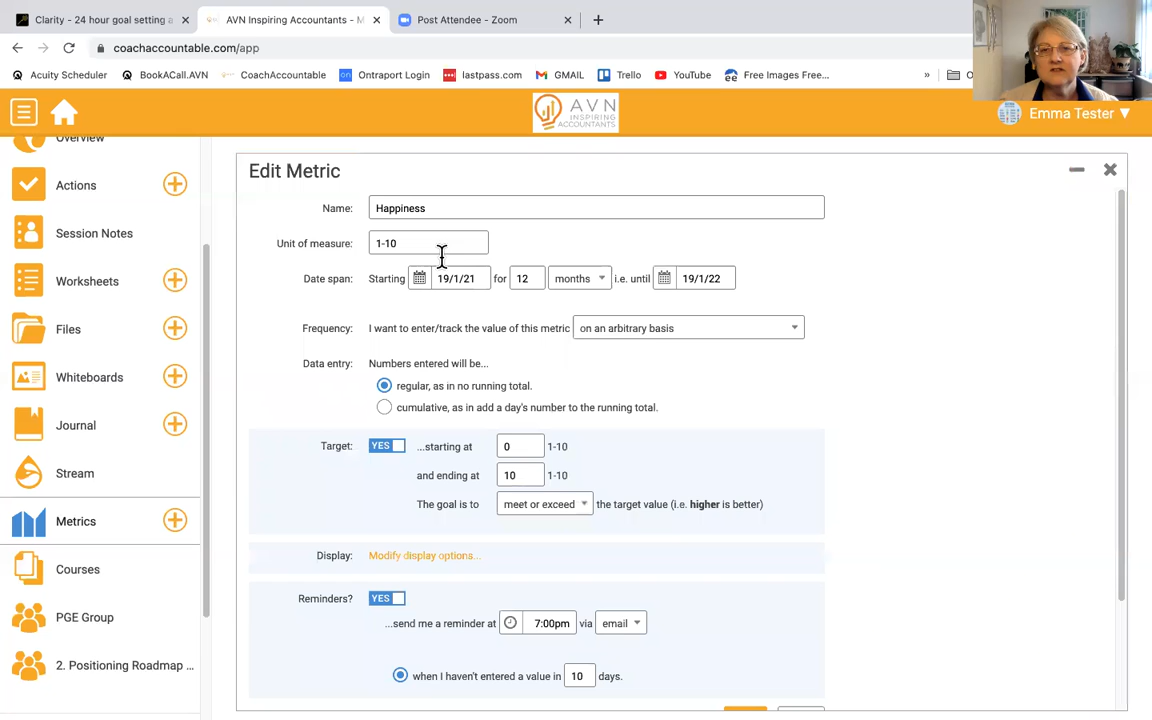 Clarity - 24 hour goal setting a
AVN Inspiring Accountants - M
Post Attendee - Zoom
coachaccountable.com/app
Acuity Scheduler
BookACall.AVN
CoachAccountable
Ontraport Login
lastpass.com
GMAIL
Trello
YouTube
Free Images Free...
»
AVN
INSPIRING
ACCOUNTANTS
Emma Tester ▼
Overview
Actions
Session Notes
Worksheets
Files
Whiteboards
Journal
Stream
Metrics
Courses
PGE Group
2. Positioning Roadmap ...
Edit Metric
Name: Happiness
Unit of measure: 1-10
Date span: Starting 19/1/21 for 12 months i.e. until 19/1/22
Frequency: I want to enter/track the value of this metric on an arbitrary basis
Data entry: Numbers entered will be...
regular, as in no running total.
cumulative, as in add a day's number to the running total.
Target: YES ...starting at 0 1-10
and ending at 10 1-10
The goal is to meet or exceed the target value (i.e. higher is better)
Display: Modify display options...
Reminders? YES
...send me a reminder at 7:00pm via email
when I haven't entered a value in 10 days.